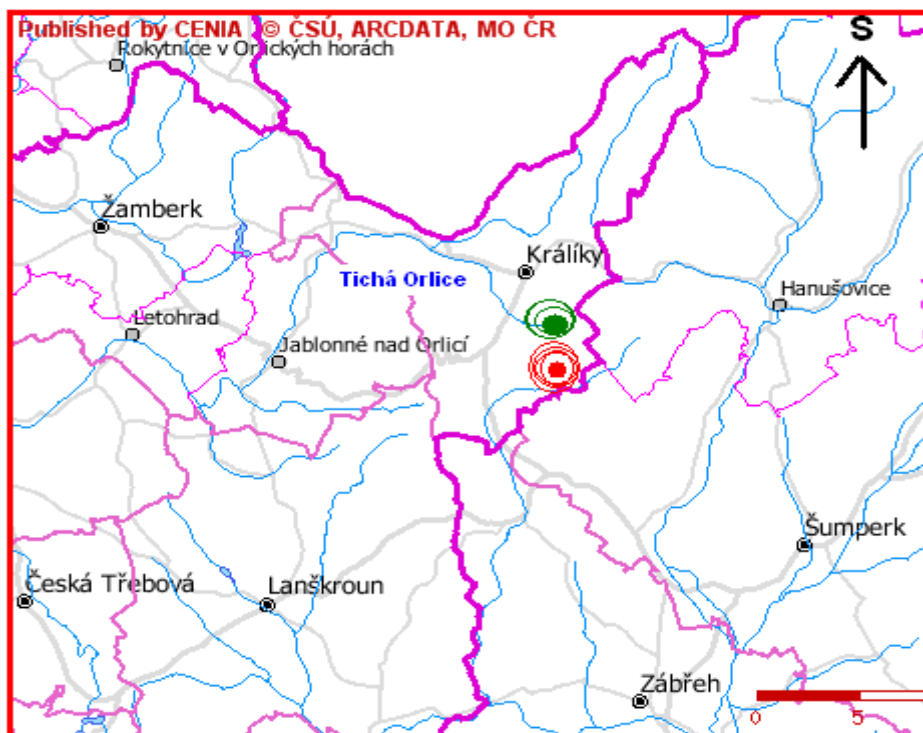 Published by CENIA © ČSÚ, ARCDATA, MO ČR
Rokytnice v Orlických horách
S
Žamberk
Králíky
Tichá Orlice
Hanušovice
Letohrad
Jablonné nad Orlicí
Šumperk
Česká Třebová
Lanškroun
Zábřeh
0 5